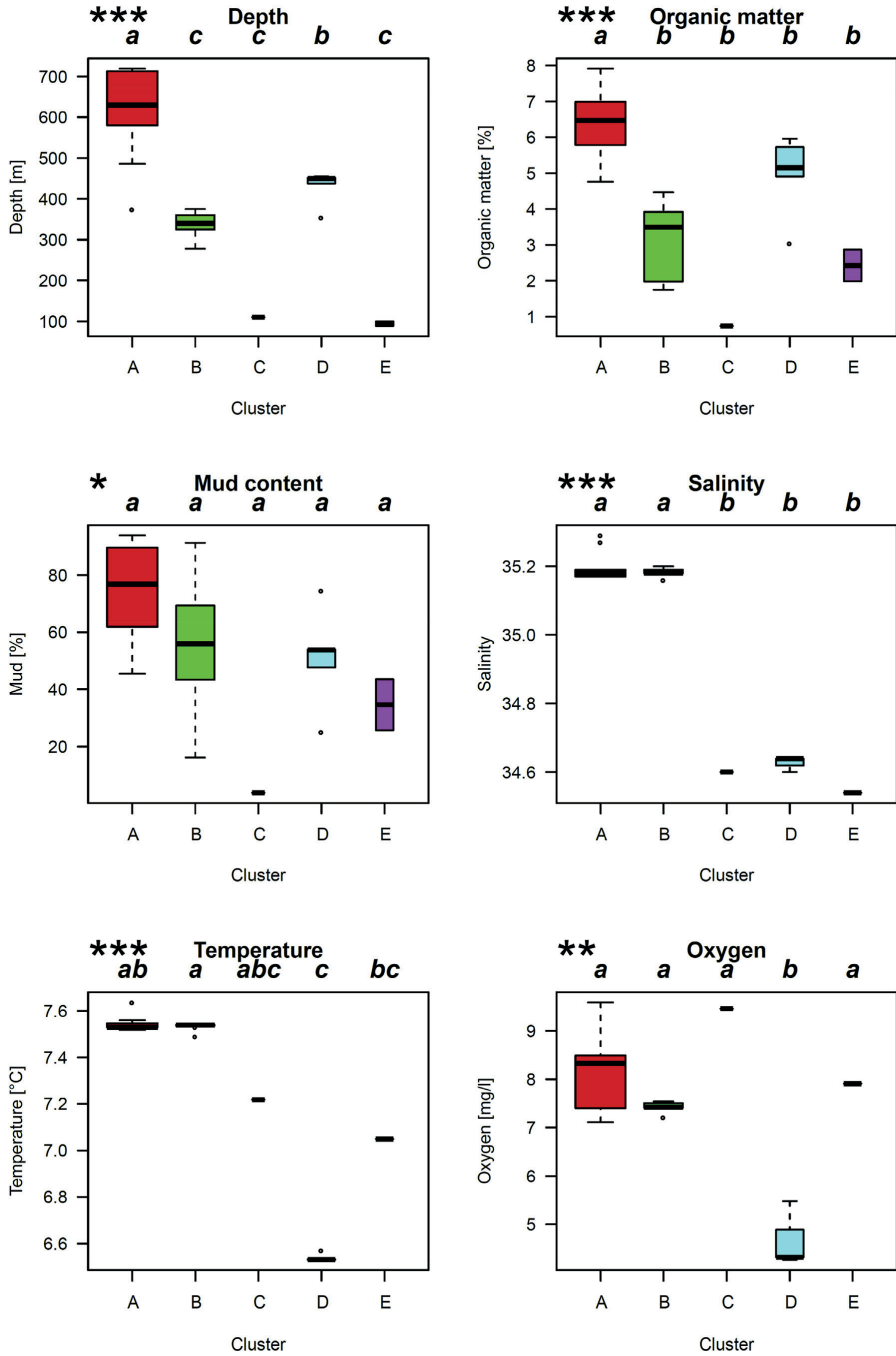 *** Depth
a b c c b c
Depth [m]
700
600
500
400
300
200
100
A B C D E
Cluster
*** Organic matter
a b b b b
Organic matter [%]
8
7
6
5
4
3
2
1
A B C D E
Cluster
* Mud content
a a a a a
Mud [%]
80
60
40
20
A B C D E
Cluster
*** Salinity
a a b b b
Salinity
35.2
35.0
34.8
34.6
A B C D E
Cluster
*** Temperature
ab a abc c bc
Temperature [°C]
7.6
7.4
7.2
7.0
6.8
6.6
A B C D E
Cluster
** Oxygen
a a a b a
Oxygen [mg/l]
9
8
7
6
5
A B C D E
Cluster